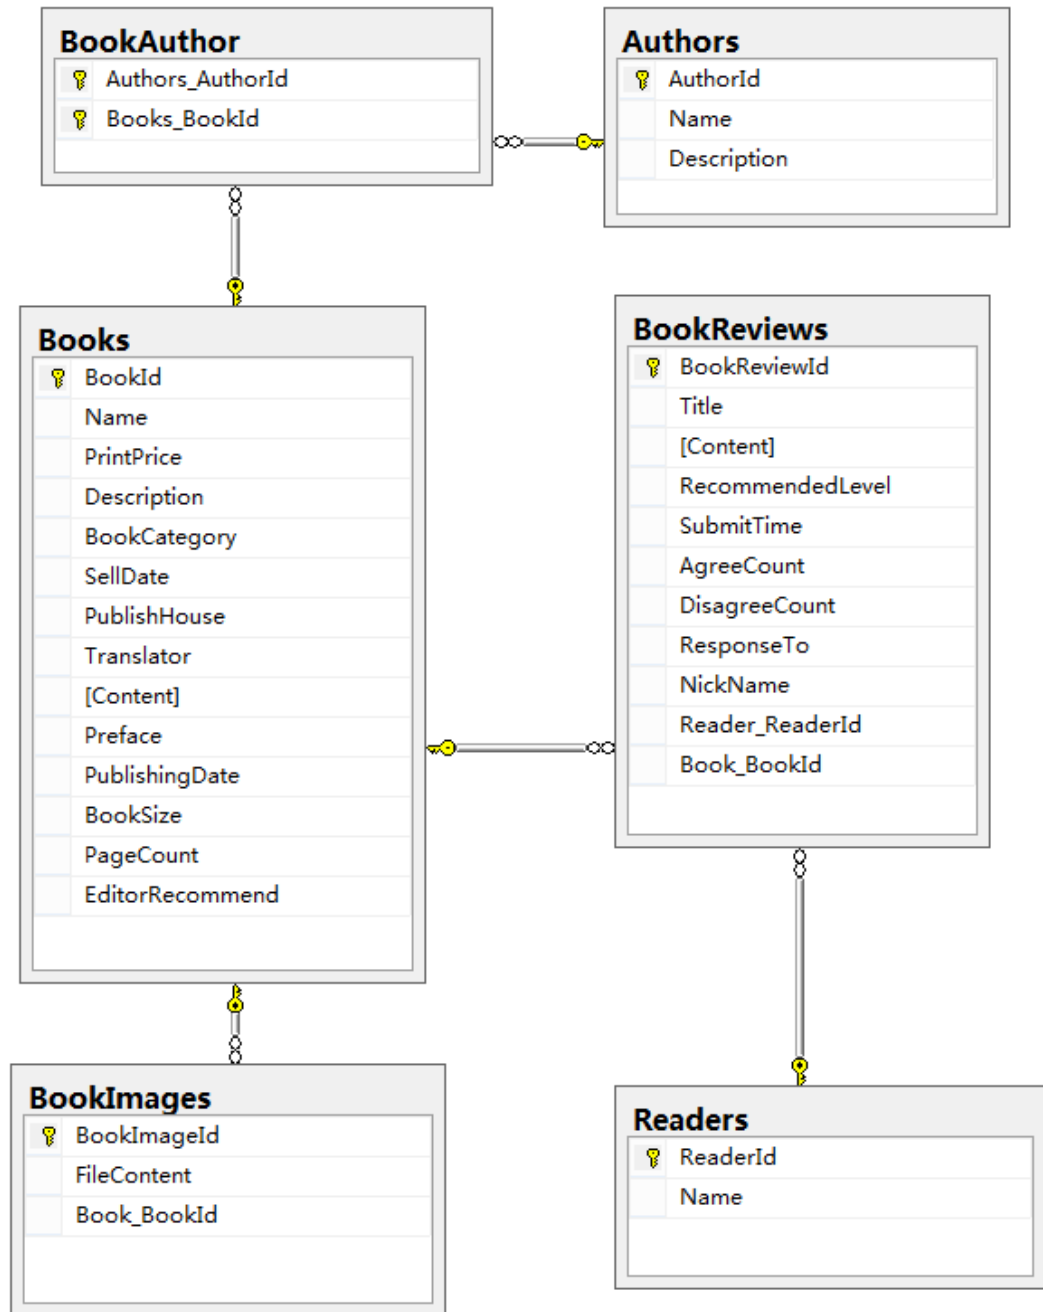 BookAuthor
Authors_AuthorId
Books_BookId
Authors
AuthorId
Name
Description
Books
BookId
Name
PrintPrice
Description
BookCategory
SellDate
PublishHouse
Translator
[Content]
Preface
PublishingDate
BookSize
PageCount
EditorRecommend
BookReviews
BookReviewId
Title
[Content]
RecommendedLevel
SubmitTime
AgreeCount
DisagreeCount
ResponseTo
NickName
Reader_ReaderId
Book_BookId
BookImages
BookImageId
FileContent
Book_BookId
Readers
ReaderId
Name